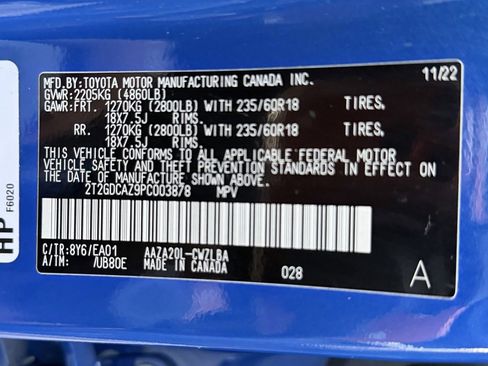 MFD. BY:TOYOTA MOTOR MANUFACTURING CANADA INC. 11/22
GVWR: 2205KG (4860LB)
GAWR:FRT. 1270KG (2800LB) WITH 235/60R18 TIRES,
18X7.5J RIMS.
RR. 1270KG (2800LB) WITH 235/60R18 TIRES,
18X7.5J RIMS.
THIS VEHICLE CONFORMS TO ALL APPLICABLE FEDERAL MOTOR
VEHICLE SAFETY AND THEFT PREVENTION STANDARDS IN EFFECT ON
THE DATE OF MANUFACTURE SHOWN ABOVE.
2T2GDCAZ9PC003878 MPV
C/TR:8Y6/EA01 AAZA20L-CWZLBA
A/TM: /UB80E MADE IN CANADA 028 A
HP F6020